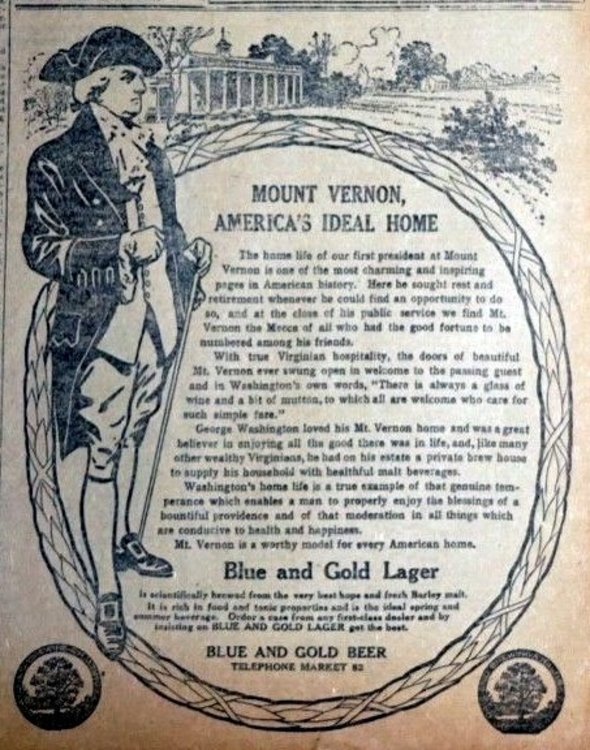 MOUNT VERNON,
AMERICA'S IDEAL HOME
The home life of our first president at Mount
Vernon is one of the most charming and inspiring
pages in American history. Here he sought rest and
retirement whenever he could find an opportunity to do
so, and at the close of his public service we find Mt.
Vernon the Mecca of all who had the good fortune to be
numbered among his friends.
With true Virginian hospitality, the doors of beautiful
Mt. Vernon ever swung open in welcome to the passing guest
and in Washington's own words, "There is always a glass of
wine and a bit of mutton, to which all are welcome who care for
such simple fare."
George Washington loved his Mt. Vernon home and was a great
believer in enjoying all the good there was in life, and, like many
other wealthy Virginians, he had on his estate a private brew house
to supply his household with healthful malt beverages.
Washington's home life is a true example of that genuine tem-
perance which enables a man to properly enjoy the blessings of a
bountiful providence and of that moderation in all things which
are conducive to health and happiness.
Mt. Vernon is a worthy model for every American home.
Blue and Gold Lager
is scientifically brewed from the very best hops and fresh Barley malt.
It is rich in food and tonic properties and is the ideal spring and
summer beverage. Order a case from any first-class dealer and by
insisting on BLUE AND GOLD LAGER get the best.
BLUE AND GOLD BEER
TELEPHONE MARKET 82